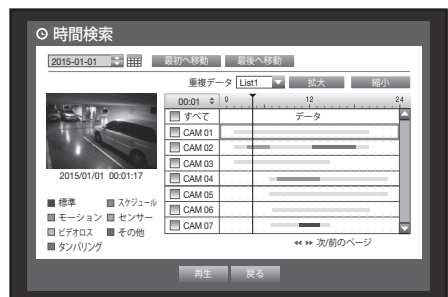 時間検索
2015-01-01 最初へ移動 最後へ移動
重複データ List1 拡大 縮小
00:01 0 12 24
すべて データ
CAM 01
CAM 02
CAM 03
CAM 04
CAM 05
CAM 06
CAM 07
2015/01/01 00:01:17
標準 スケジュール
モーション センサー
ビデオロス その他
タンパリング
次/前のページ
再生 戻る